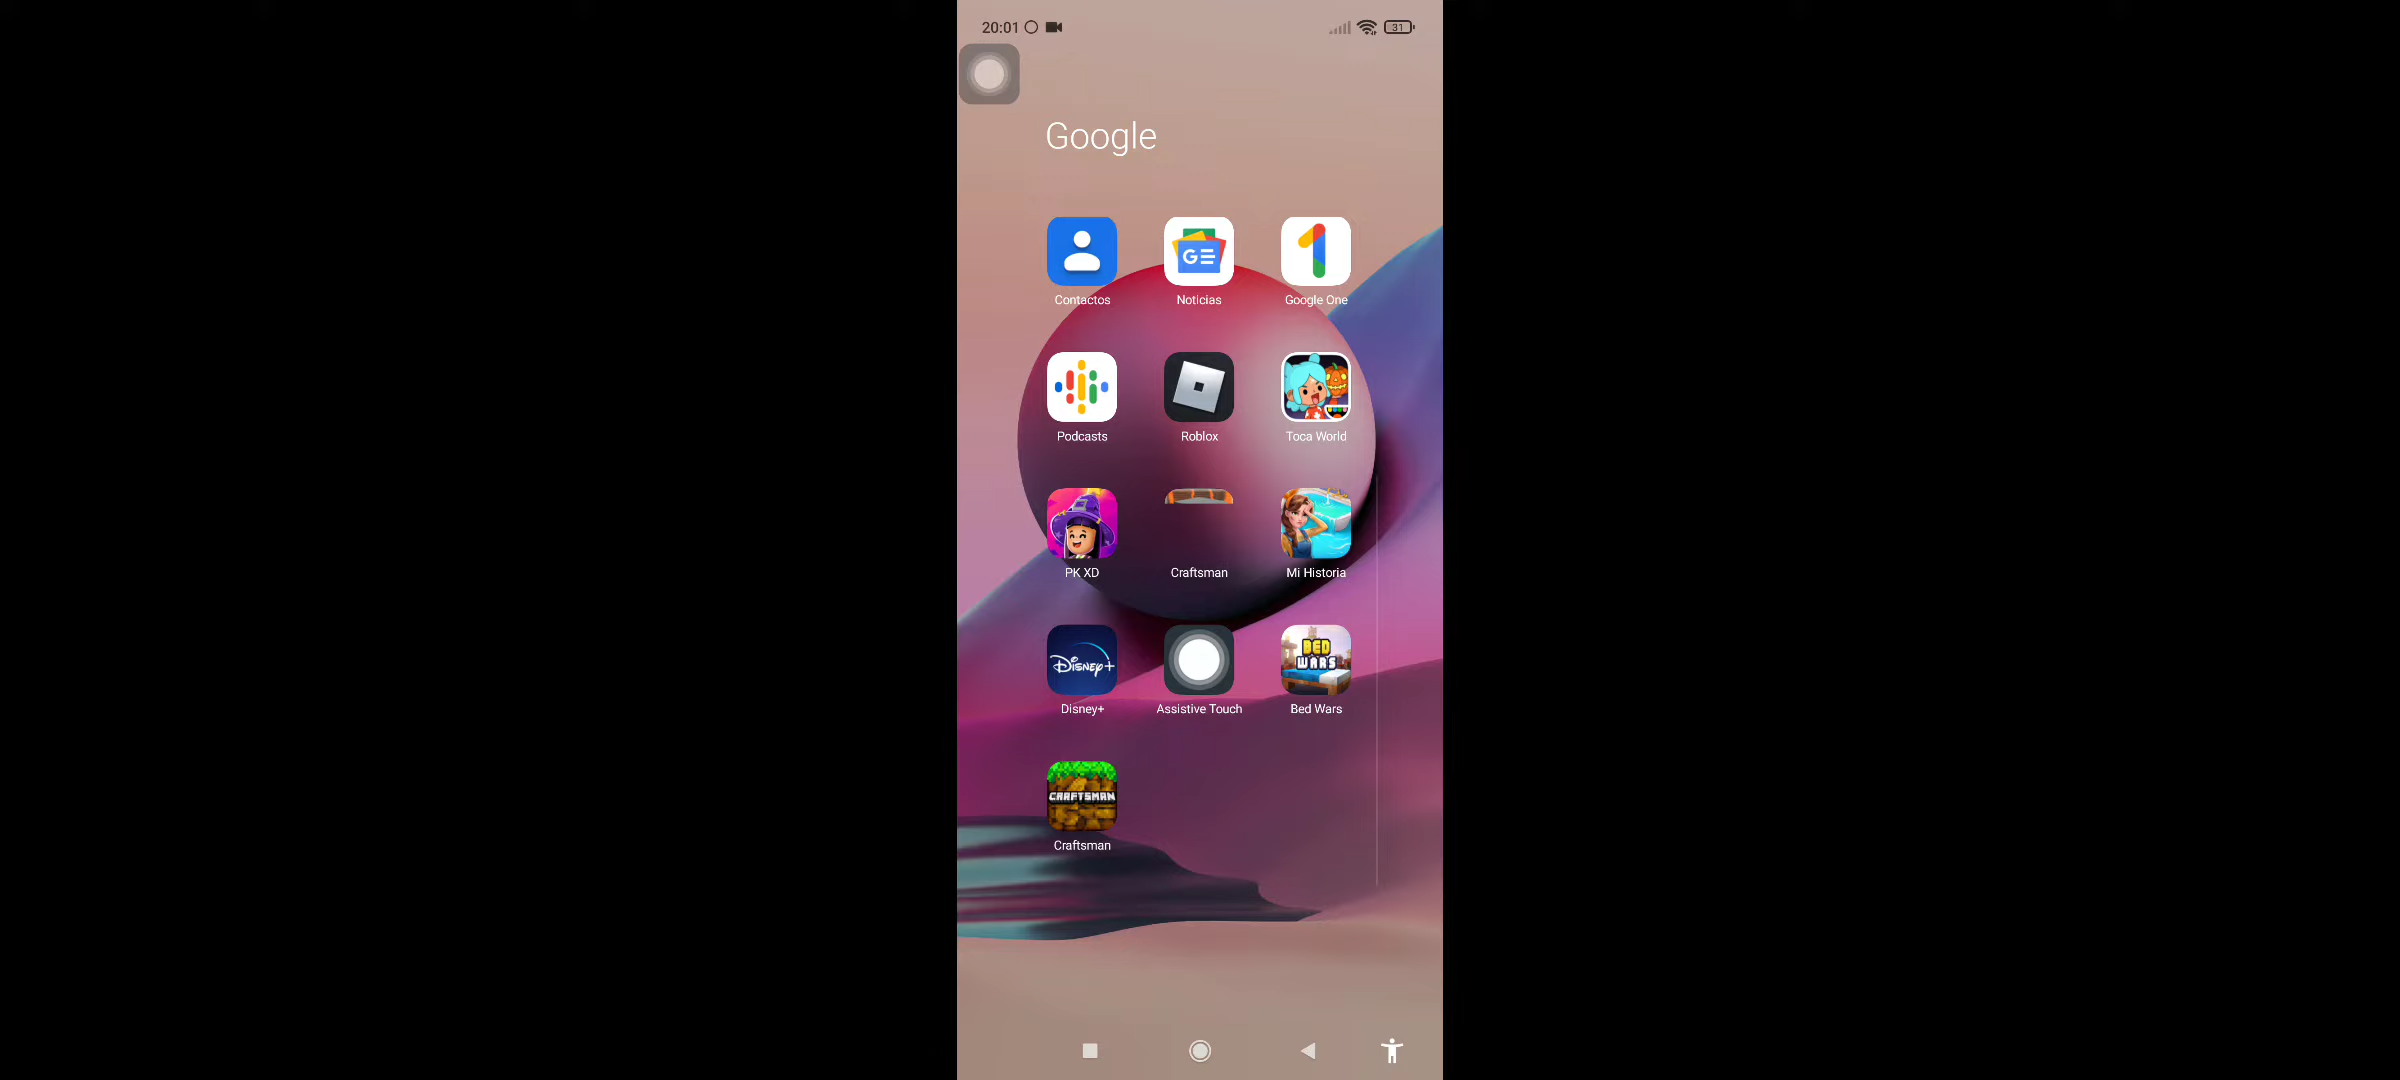 20:01
31
Google
Contactos
Noticias
Google One
Podcasts
Roblox
Toca World
PK XD
Craftsman
Mi Historia
Disney+
Disney+
Assistive Touch
BED WARS
Bed Wars
CRAFTSMAN
Craftsman